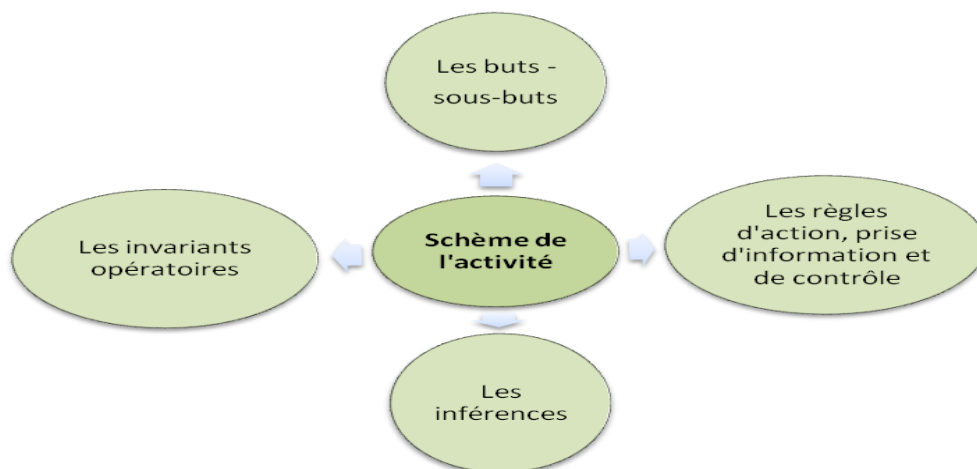 Les buts -
sous-buts
Les invariants
opératoires
Schème de
l'activité
Les règles
d'action, prise
d'information et
de contrôle
Les
inférences